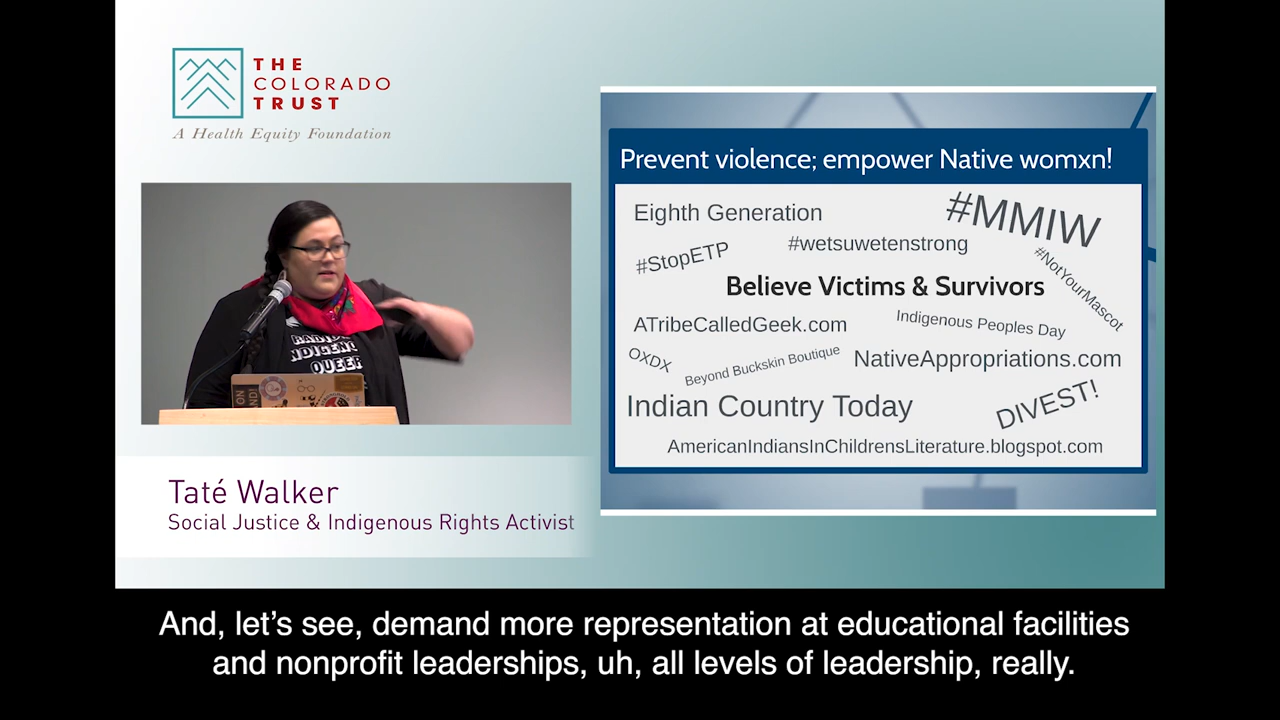 THE
COLORADO
TRUST
A Health Equity Foundation
RADI
INDIGENO
QUEER
Taté Walker
Social Justice & Indigenous Rights Activist
Prevent violence; empower Native womxn!
Eighth Generation
#MMIW
#StopETP
#wetsuwetenstrong
#NotYourMascot
Believe Victims & Survivors
ATribeCalledGeek.com
Indigenous Peoples Day
OXDX
Beyond Buckskin Boutique
NativeAppropriations.com
Indian Country Today
DIVEST!
AmericanIndiansInChildrensLiterature.blogspot.com
And, let's see, demand more representation at educational facilities
and nonprofit leaderships, uh, all levels of leadership, really.